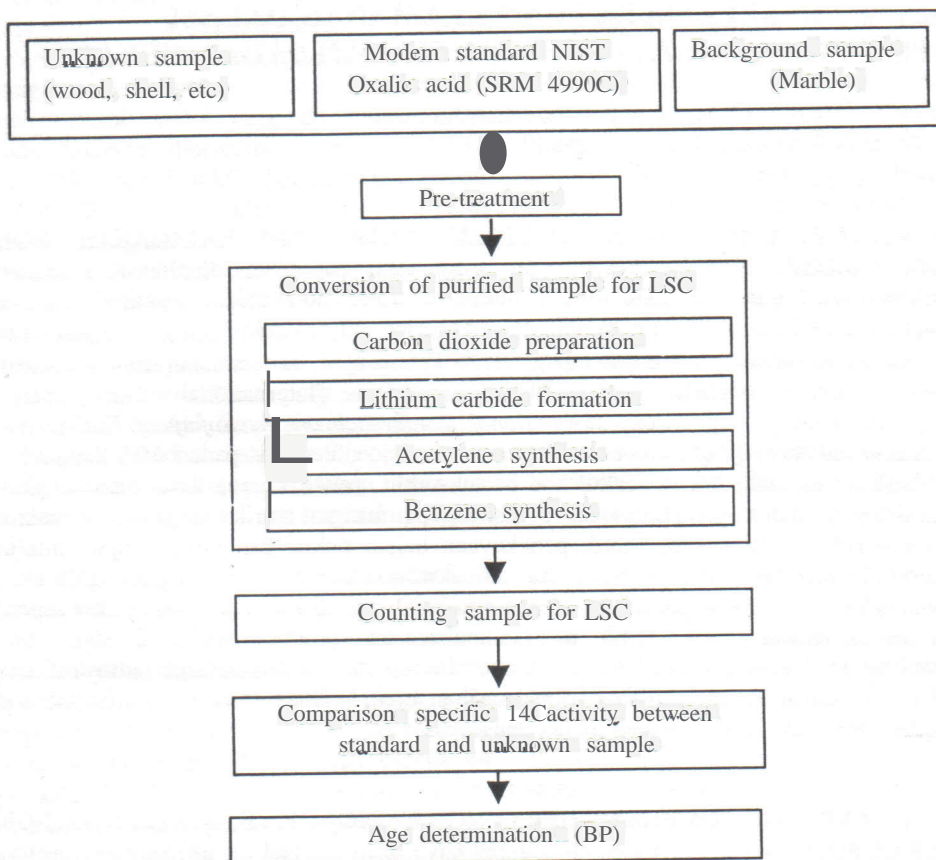 Unknown sample
(wood, shell, etc)
Modern standard NIST
Oxalic acid (SRM 4990C)
Background sample
(Marble)
Pre-treatment
Conversion of purified sample for LSC
Carbon dioxide preparation
Lithium carbide formation
Acetylene synthesis
Benzene synthesis
Counting sample for LSC
Comparison specific 14Cactivity between
standard and unknown sample
Age determination (BP)